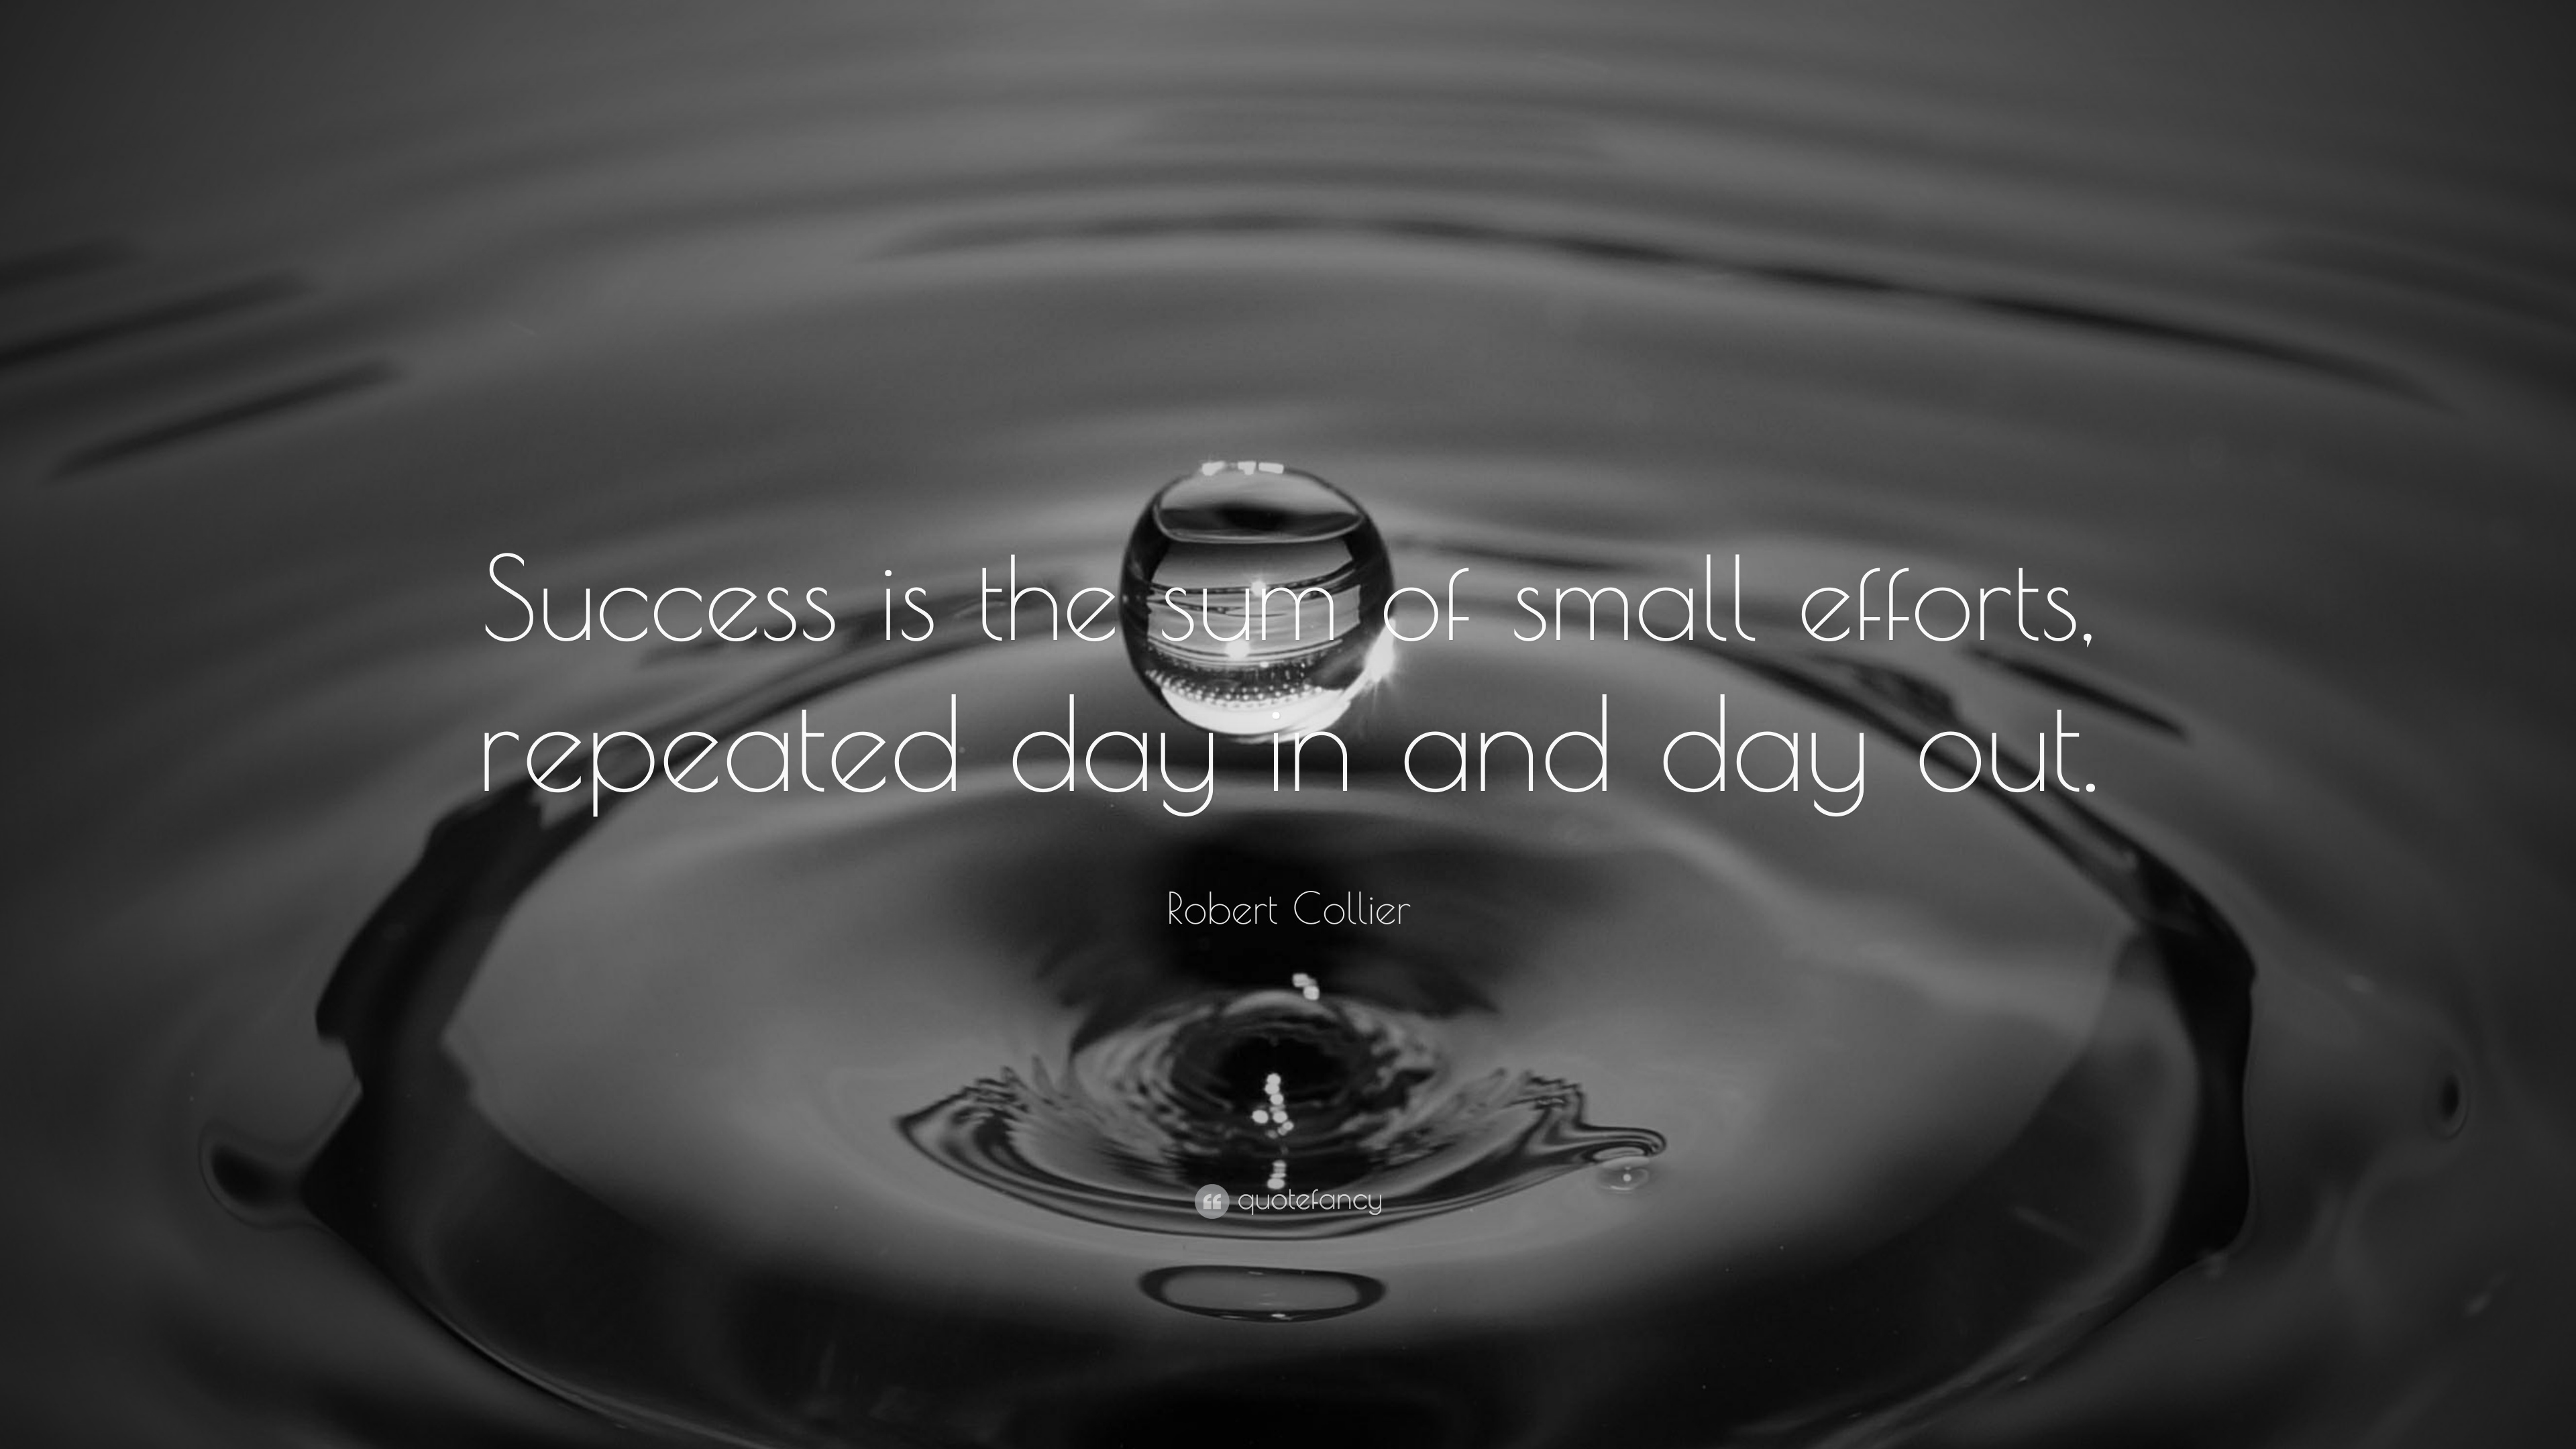 Success is the sum of small efforts,
repeated day in and day out.
Robert Collier
quotefancy